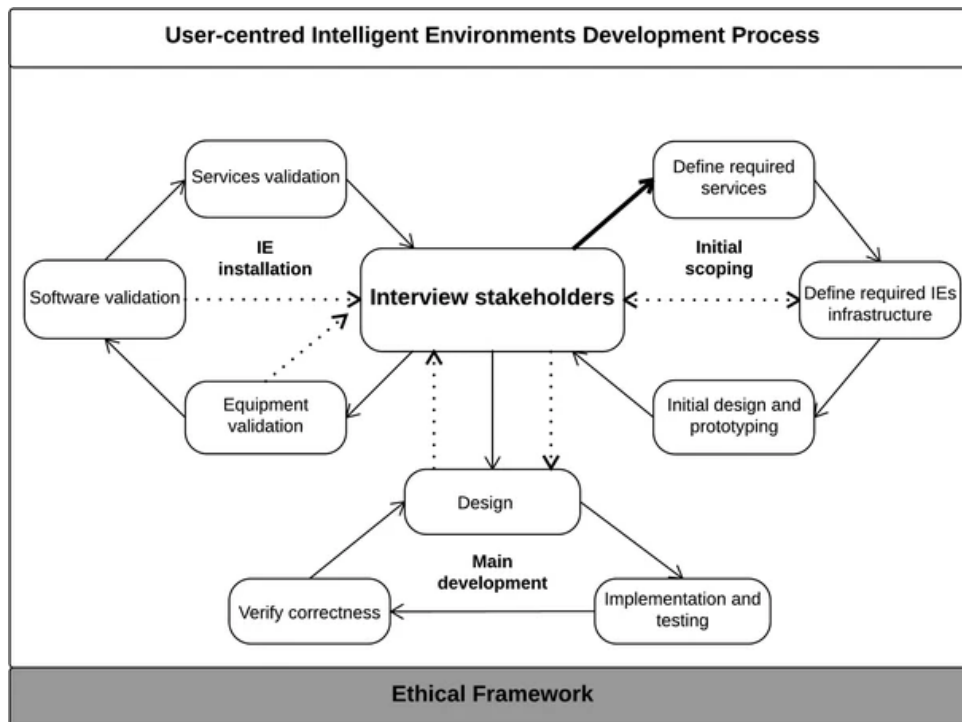 User-centred Intelligent Environments Development Process
Services validation
Define required
services
IE
installation
Initial
scoping
Software validation
Interview stakeholders
Define required IEs
infrastructure
Equipment
validation
Initial design and
prototyping
Design
Main
development
Verify correctness
Implementation and
testing
Ethical Framework